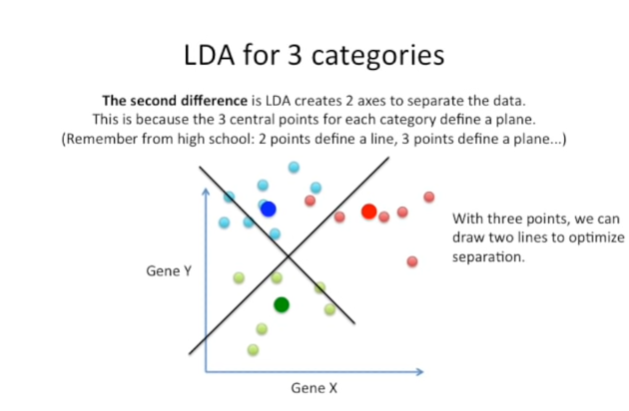 LDA for 3 categories
The second difference is LDA creates 2 axes to separate the data.
This is because the 3 central points for each category define a plane.
(Remember from high school: 2 points define a line, 3 points define a plane...)
With three points, we can
draw two lines to optimize
separation.
Gene Y
Gene X